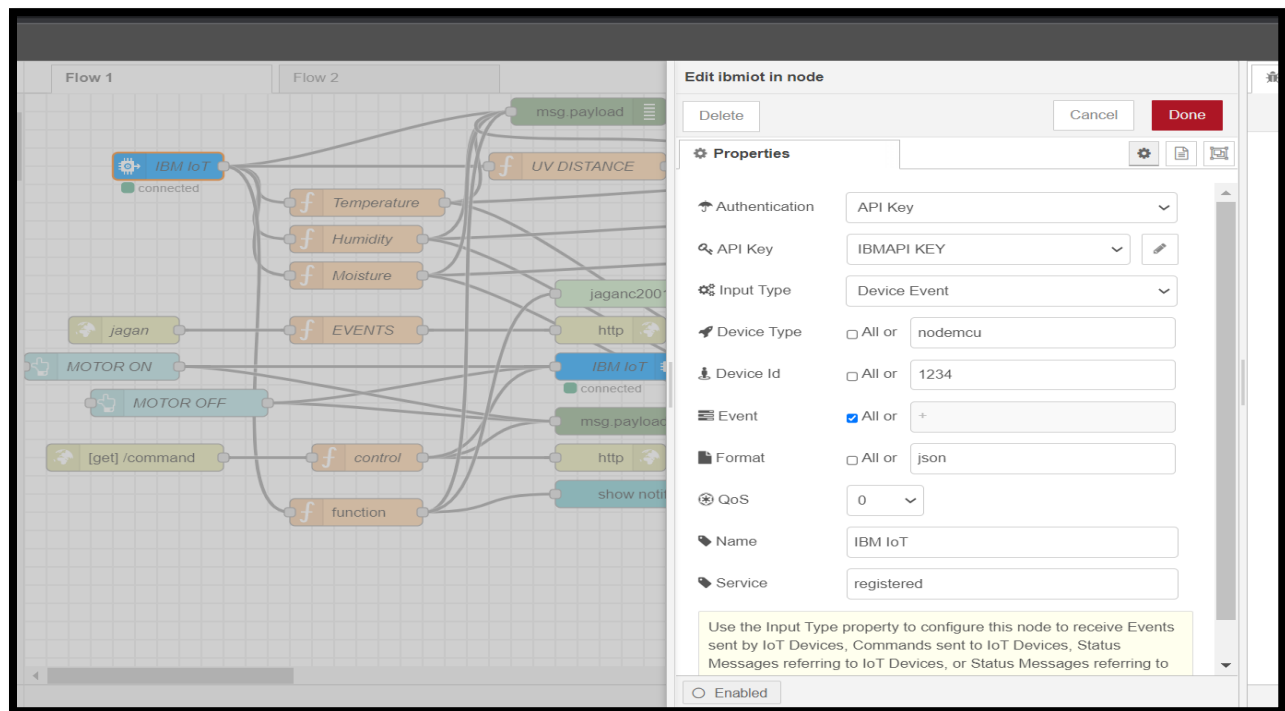 Flow 1
Flow 2
msg.payload
IBM IoT
connected
UV DISTANCE
Temperature
Humidity
Moisture
jaganc2001
jagan
EVENTS
http
MOTOR ON
IBM IoT
connected
MOTOR OFF
msg.payload
[get] /command
control
http
show notif
function
Edit ibmiot in node
Delete
Cancel
Done
Properties
Authentication
API Key
API Key
IBMAPI KEY
Input Type
Device Event
Device Type
All or
nodemcu
Device Id
All or
1234
Event
All or
+
Format
All or
json
QoS
0
Name
IBM IoT
Service
registered
Use the Input Type property to configure this node to receive Events
sent by IoT Devices, Commands sent to IoT Devices, Status
Messages referring to IoT Devices, or Status Messages referring to
Enabled